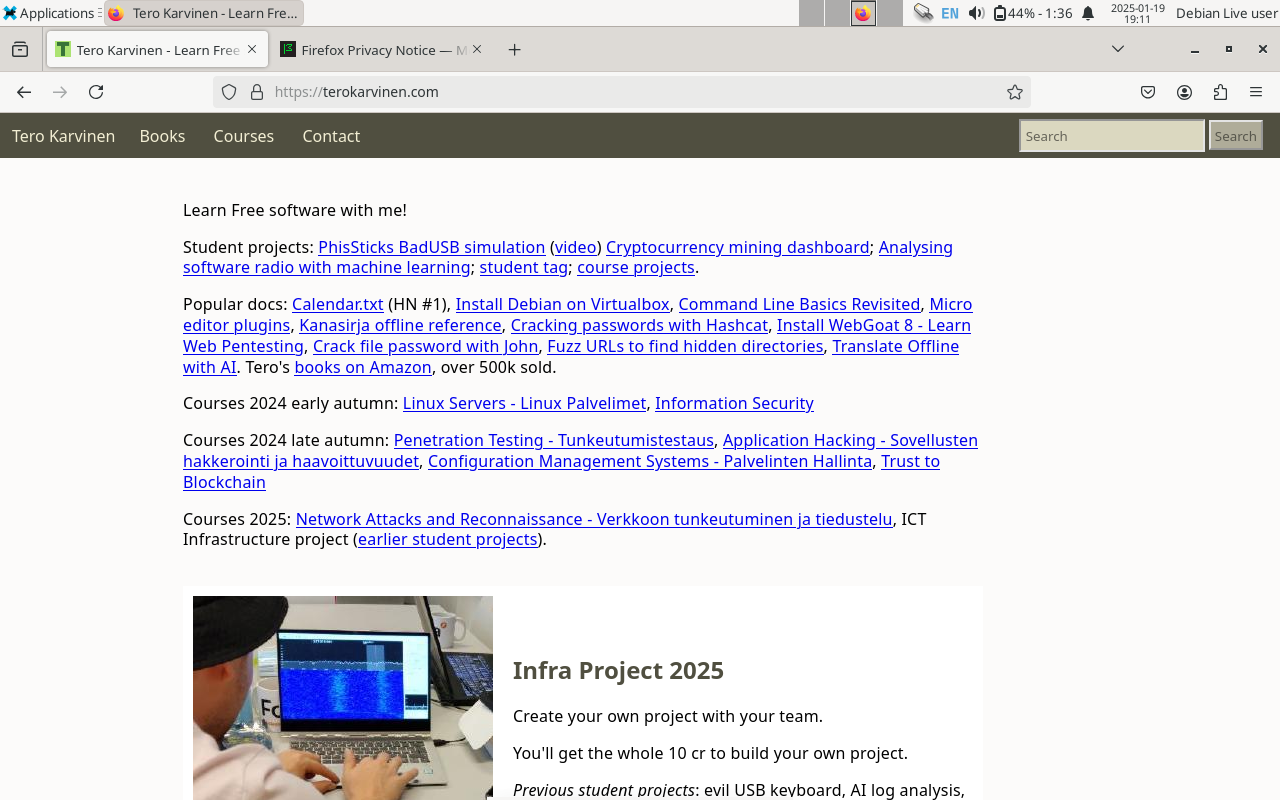 Applications
Tero Karvinen - Learn Fre...
EN
44% - 1:36
2025-01-19
19:11
Debian Live user
Tero Karvinen - Learn Free
Firefox Privacy Notice — M
https://terokarvinen.com
Tero Karvinen Books Courses Contact
Search Search
Learn Free software with me!
Student projects: PhisSticks BadUSB simulation (video) Cryptocurrency mining dashboard; Analysing
software radio with machine learning; student tag; course projects.
Popular docs: Calendar.txt (HN #1), Install Debian on Virtualbox, Command Line Basics Revisited, Micro
editor plugins, Kanasirja offline reference, Cracking passwords with Hashcat, Install WebGoat 8 - Learn
Web Pentesting, Crack file password with John, Fuzz URLs to find hidden directories, Translate Offline
with AI. Tero's books on Amazon, over 500k sold.
Courses 2024 early autumn: Linux Servers - Linux Palvelimet, Information Security
Courses 2024 late autumn: Penetration Testing - Tunkeutumistestaus, Application Hacking - Sovellusten
hakkerointi ja haavoittuvuudet, Configuration Management Systems - Palvelinten Hallinta, Trust to
Blockchain
Courses 2025: Network Attacks and Reconnaissance - Verkkoon tunkeutuminen ja tiedustelu, ICT
Infrastructure project (earlier student projects).
Infra Project 2025
Create your own project with your team.
You'll get the whole 10 cr to build your own project.
Previous student projects: evil USB keyboard, AI log analysis,